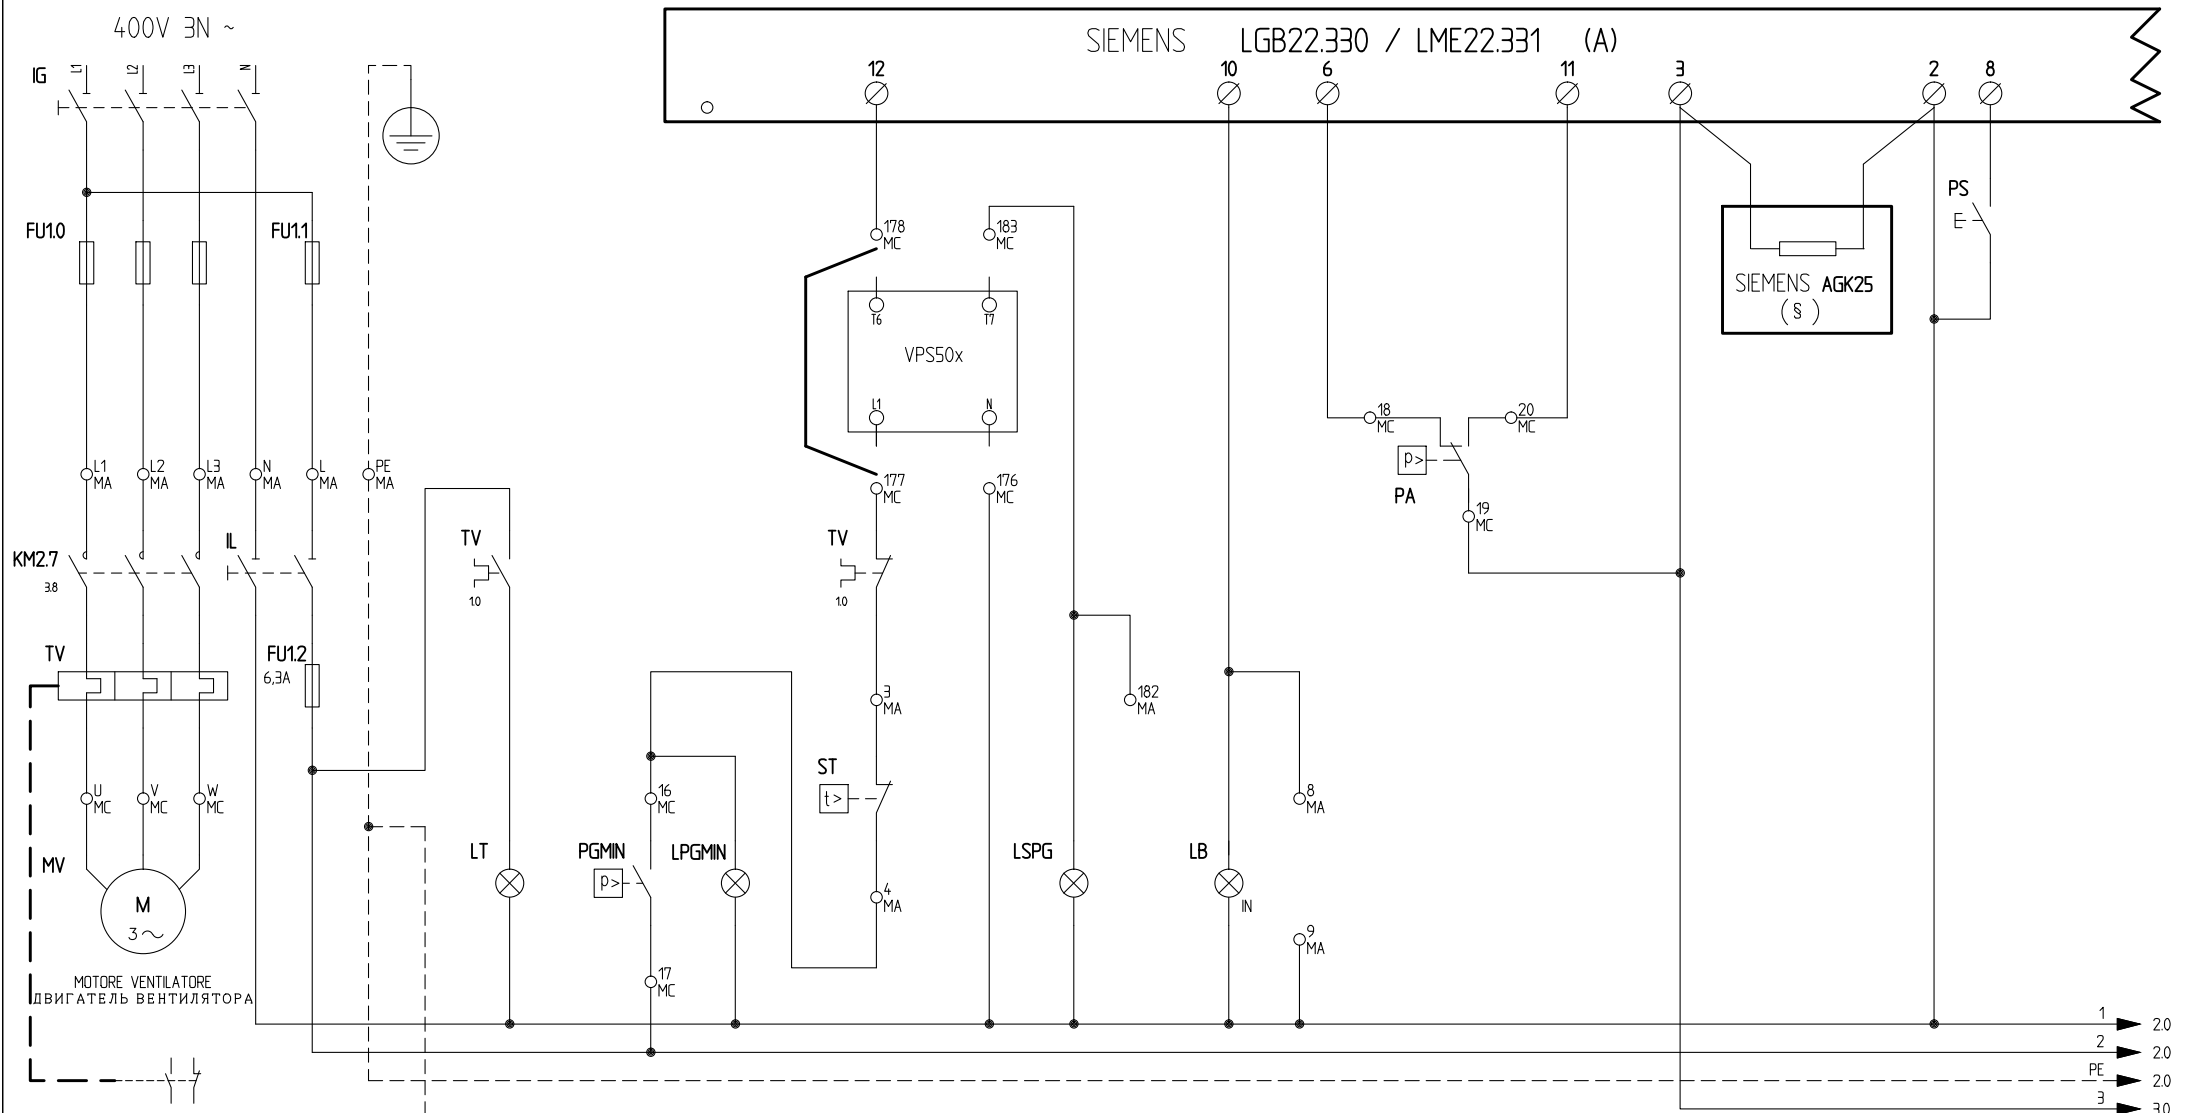 400V 3N ~
SIEMENS LGB22.330 / LME22.331 (A)
IG
L1
L2
L3
N
12
10
6
11
3
2
8
PS
FU1.0
FU1.1
178
MC
183
MC
SIEMENS AGK25
(§)
T6
T7
VPS50x
L1
N
18
MC
20
MC
p>
PA
L1
MA
L2
MA
L3
MA
N
MA
L
MA
PE
MA
177
MC
176
MC
19
MC
KM2.7
3.8
IL
TV
1.0
TV
1.0
TV
FU1.2
6,3A
3
MA
182
MA
U
MC
V
MC
W
MC
16
MC
ST
t>
8
MA
MV
M
3~
LT
PGMIN
p>
LPGMIN
4
MA
LSPG
LB
IN
9
MA
17
MC
MOTORE VENTILATORE
ДВИГАТЕЛЬ ВЕНТИЛЯТОРА
1
2.0
2
2.0
PE
2.0
3
3.0